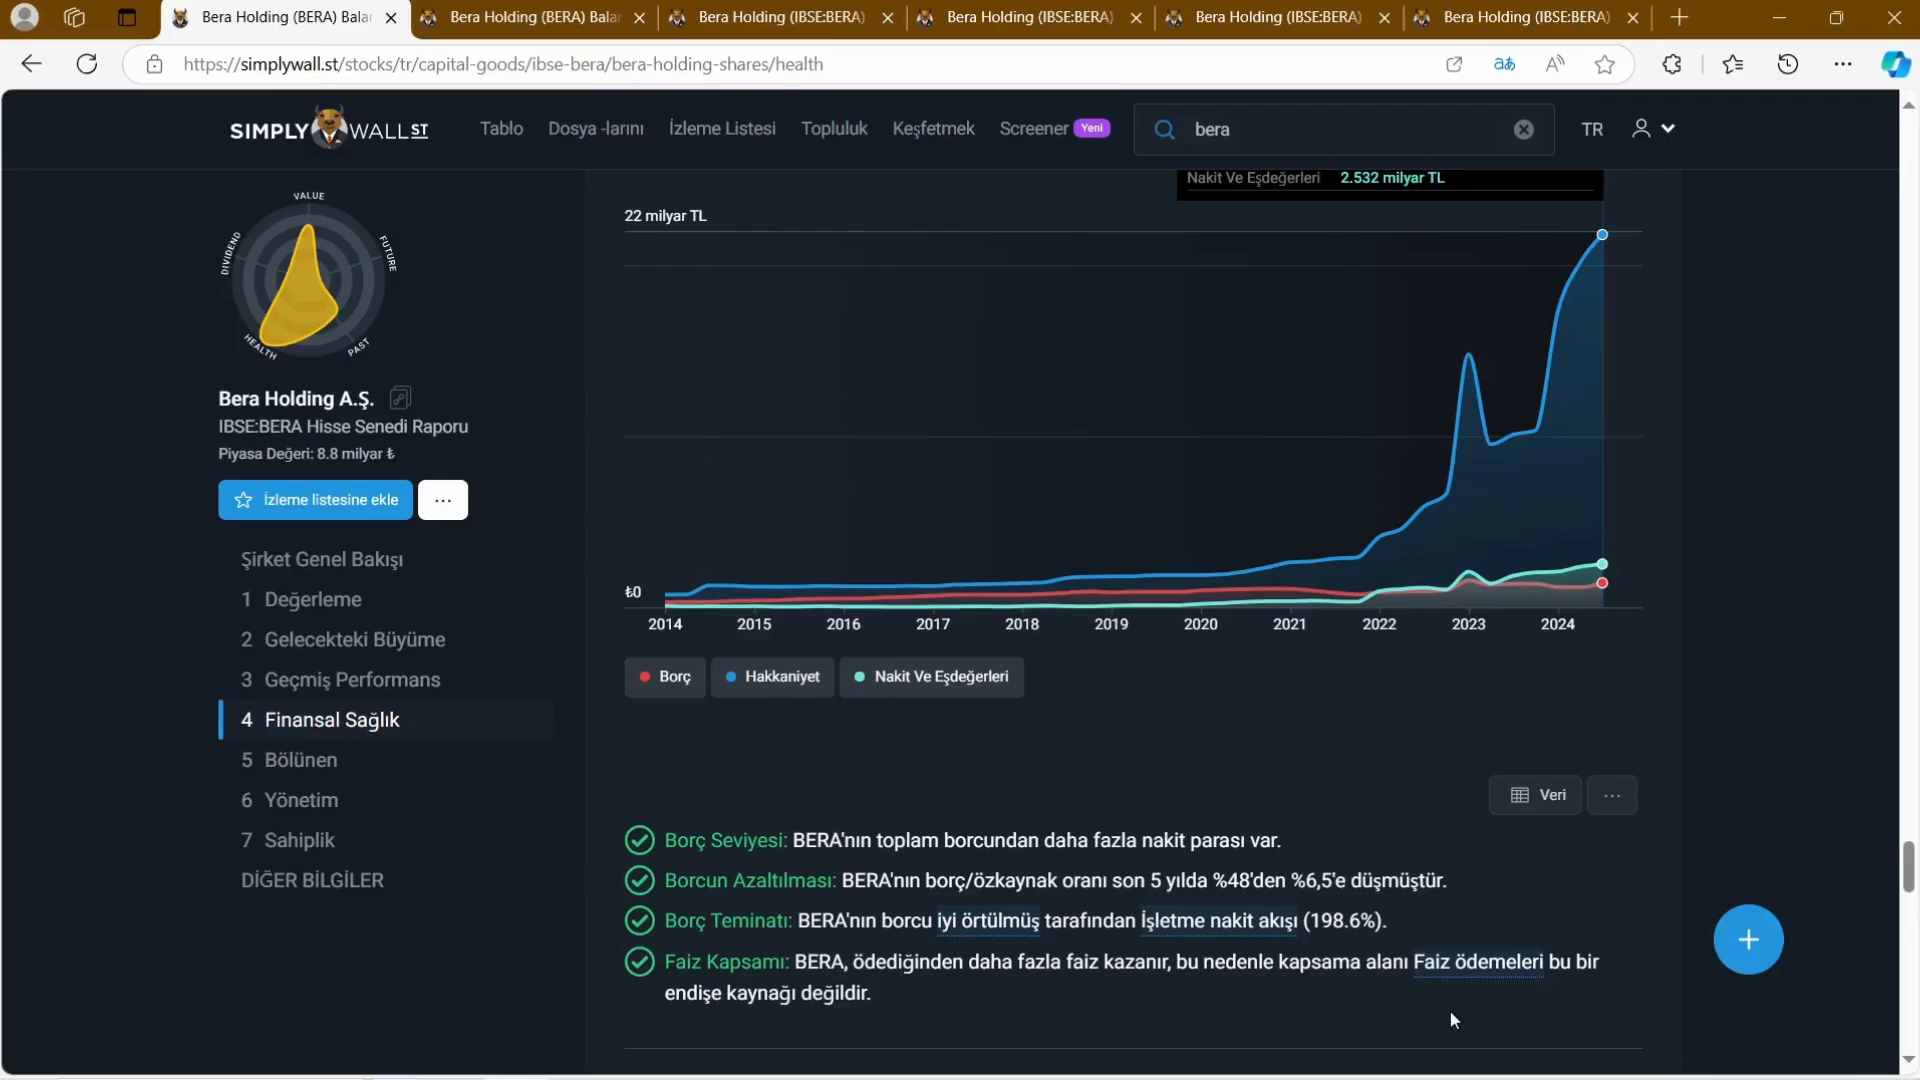 Bera Holding (BERA) Balar
Bera Holding (BERA) Balar
Bera Holding (IBSE:BERA)
Bera Holding (IBSE:BERA)
Bera Holding (IBSE:BERA)
Bera Holding (IBSE:BERA)
https://simplywall.st/stocks/tr/capital-goods/ibse-bera/bera-holding-shares/health
SIMPLY WALL ST
Tablo
Dosya -larını
İzleme Listesi
Topluluk
Keşfetmek
Screener Yeni
bera
TR
VALUE
FUTURE
PAST
HEALTH
DIVIDEND
Bera Holding A.Ş.
IBSE:BERA Hisse Senedi Raporu
Piyasa Değeri: 8.8 milyar ₺
İzleme listesine ekle
Şirket Genel Bakışı
1 Değerleme
2 Gelecekteki Büyüme
3 Geçmiş Performans
4 Finansal Sağlık
5 Bölünen
6 Yönetim
7 Sahiplik
DİĞER BİLGİLER
Nakit Ve Eşdeğerleri 2.532 milyar TL
22 milyar TL
₺0
2014 2015 2016 2017 2018 2019 2020 2021 2022 2023 2024
Borç
Hakkaniyet
Nakit Ve Eşdeğerleri
Veri
Borç Seviyesi: BERA'nın toplam borcundan daha fazla nakit parası var.
Borcun Azaltılması: BERA'nın borç/özkaynak oranı son 5 yılda %48'den %6,5'e düşmüştür.
Borç Teminatı: BERA'nın borcu iyi örtülmüş tarafından İşletme nakit akışı (198.6%).
Faiz Kapsamı: BERA, ödediğinden daha fazla faiz kazanır, bu nedenle kapsama alanı Faiz ödemeleri bu bir
endişe kaynağı değildir.